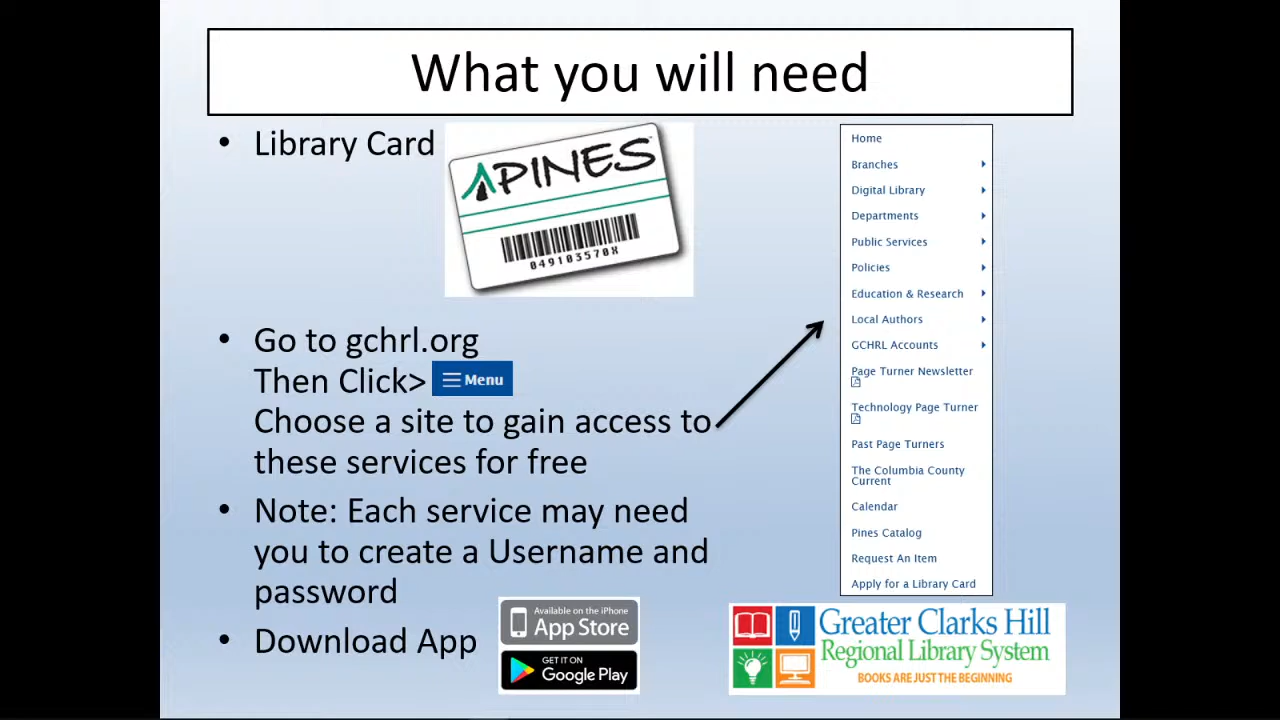 What you will need
• Library Card
PINES
049103570X
• Go to gchrl.org
Then Click>
Menu
Choose a site to gain access to
these services for free
• Note: Each service may need
you to create a Username and
password
• Download App
Available on the iPhone
App Store
GET IT ON
Google Play
Home
Branches
Digital Library
Departments
Public Services
Policies
Education & Research
Local Authors
GCHRL Accounts
Page Turner Newsletter
Technology Page Turner
Past Page Turners
The Columbia County
Current
Calendar
Pines Catalog
Request An Item
Apply for a Library Card
Greater Clarks Hill
Regional Library System
BOOKS ARE JUST THE BEGINNING